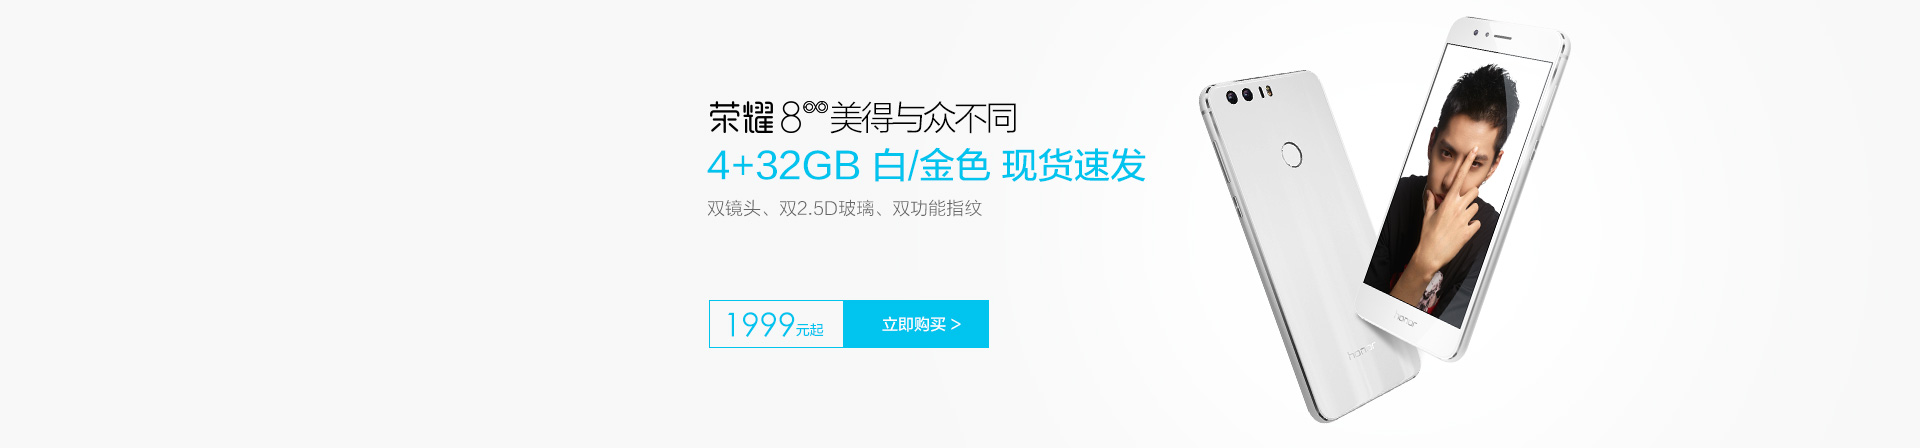 荣耀 8 美得与众不同
4+32GB 白/金色 现货速发
双镜头、双2.5D玻璃、双功能指纹
1999元起
立即购买 >
honor
honor